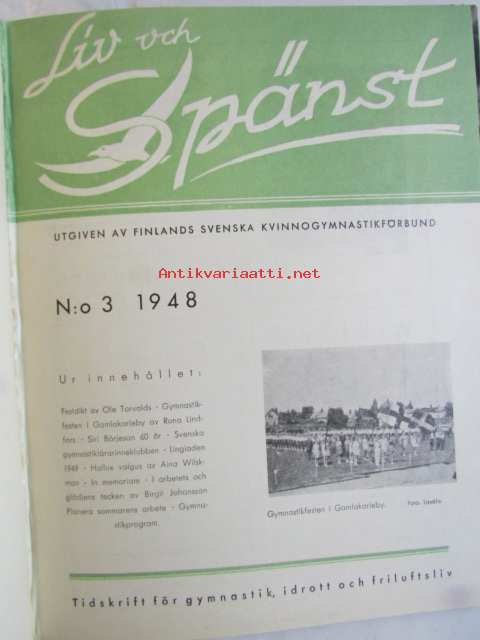 Liv och
Spänst
UTGIVEN AV FINLANDS SVENSKA KVINNOGYMNASTIKFÖRBUND
Antikvariaatti.net
N:o 3 1948
Ur innehållet:
Festdikt av Ole Torvalds - Gymnastik-
festen i Gamlakarleby av Runa Lind-
fors - Siri Börjeson 60 år - Svenska
gymnastiklärarinneklubben - Lingiaden
1949 - Hallux valgus av Aina Wilsk-
man - In memoriam - I arbetets och
glädjens tecken av Birgit Johansson
Planera sommarens arbete - Gymna-
stikprogram.
Gymnastikfesten i Gamlakarleby.
Foto.
Tidskrift för gymnastik, idrott och friluftsliv